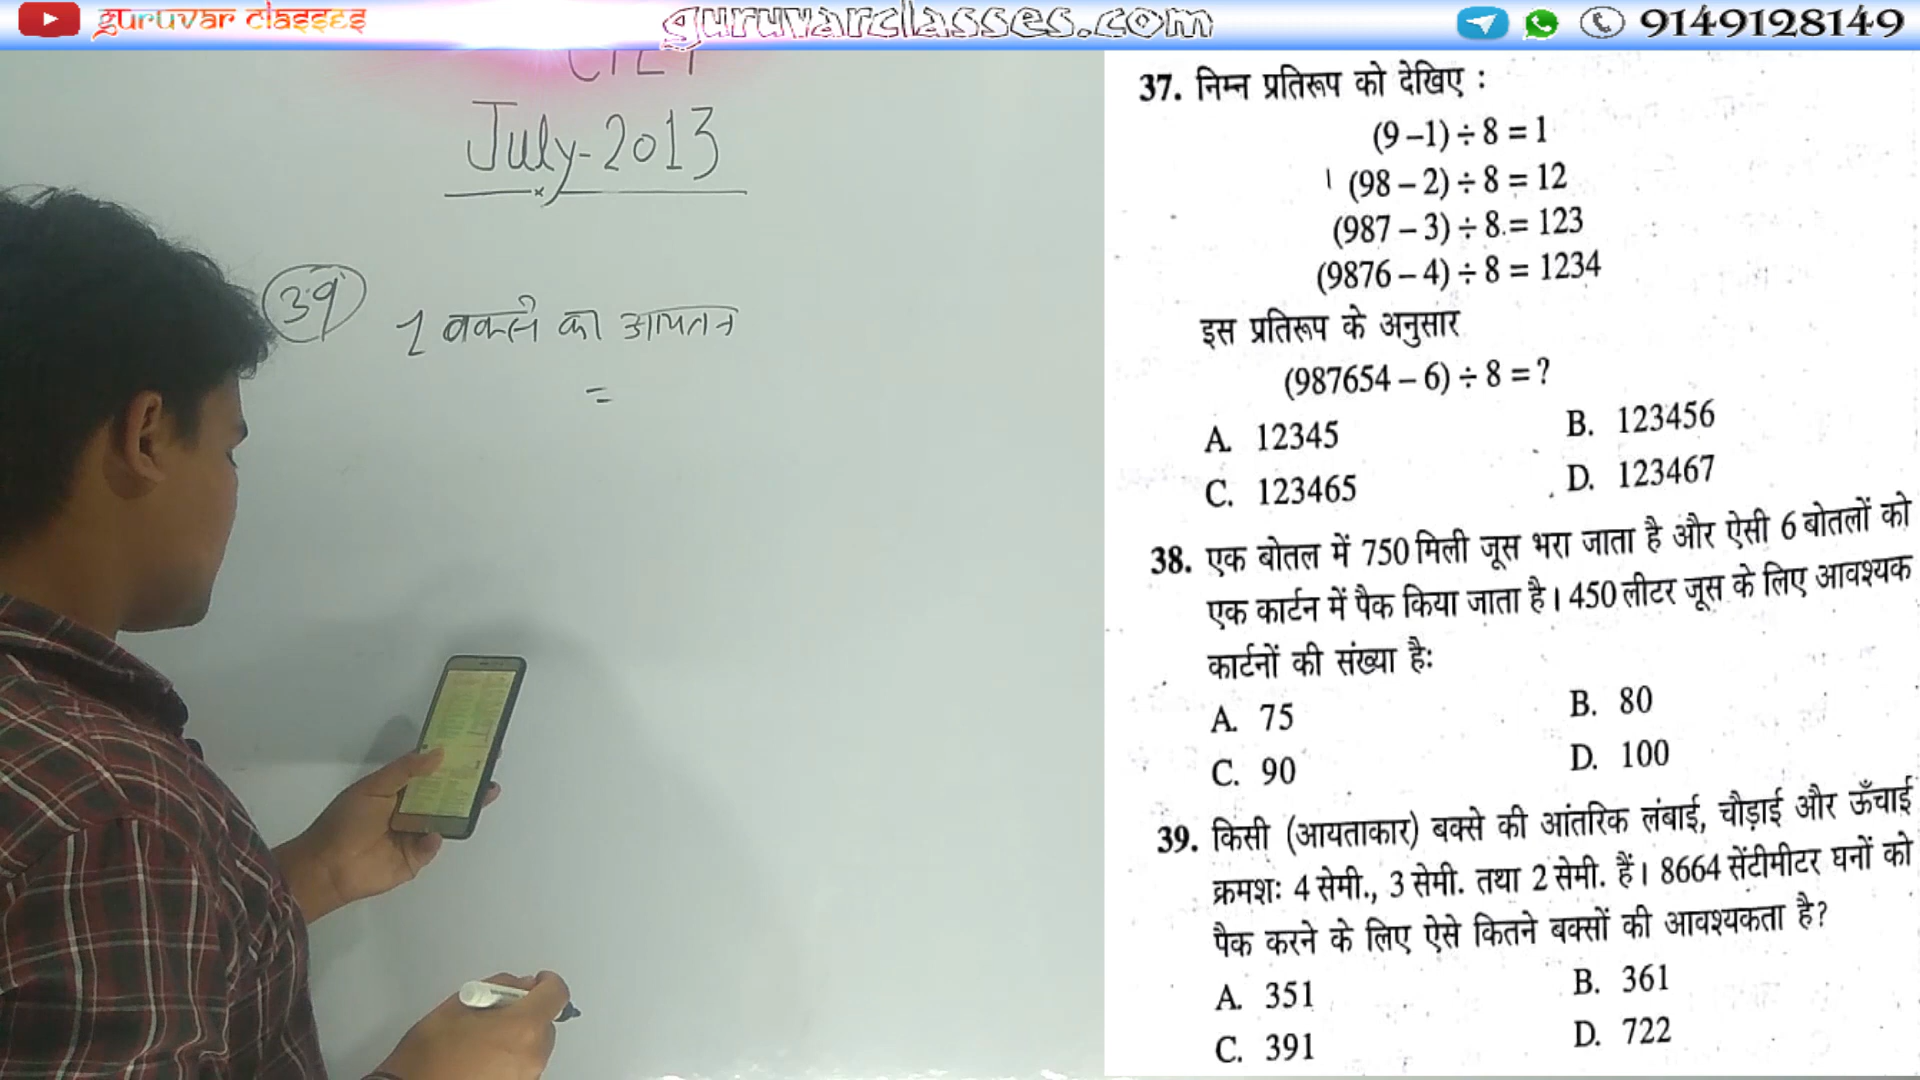 guruvar classes
guruvarclasses.com
9149128149
CTET
July-2013
39
1 बक्से का आयतन
=
37. निम्न प्रतिरूप को देखिए :
(9 – 1) ÷ 8 = 1
(98 – 2) ÷ 8 = 12
(987 – 3) ÷ 8 = 123
(9876 – 4) ÷ 8 = 1234
इस प्रतिरूप के अनुसार
(987654 – 6) ÷ 8 = ?
A. 12345 B. 123456
C. 123465 D. 123467
38. एक बोतल में 750 मिली जूस भरा जाता है और ऐसी 6 बोतलों को
एक कार्टन में पैक किया जाता है। 450 लीटर जूस के लिए आवश्यक
कार्टनों की संख्या हैः
A. 75 B. 80
C. 90 D. 100
39. किसी (आयताकार) बक्से की आंतरिक लंबाई, चौड़ाई और ऊँचाई
क्रमशः 4 सेमी., 3 सेमी. तथा 2 सेमी. हैं। 8664 सेंटीमीटर घनों को
पैक करने के लिए ऐसे कितने बक्सों की आवश्यकता है?
A. 351 B. 361
C. 391 D. 722